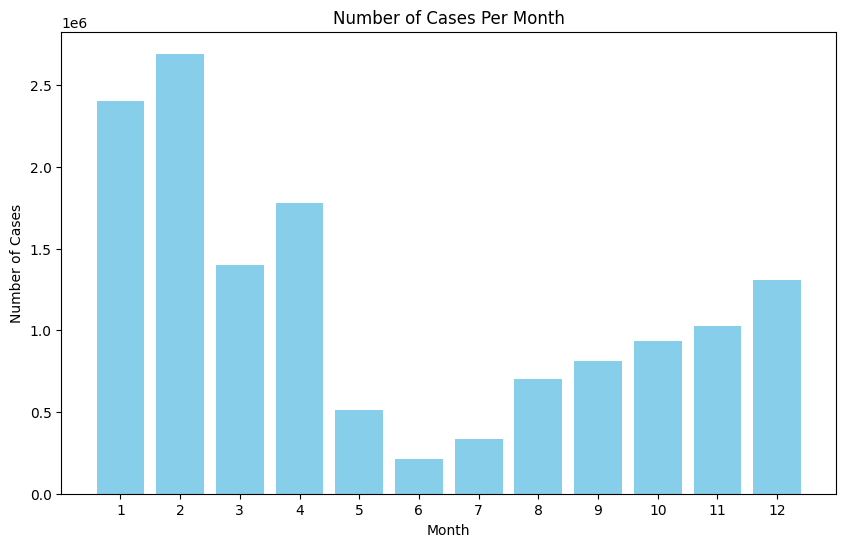 Number of Cases Per Month
1e6
2.5
2.0
1.5
1.0
0.5
0.0
Number of Cases
1 2 3 4 5 6 7 8 9 10 11 12
Month